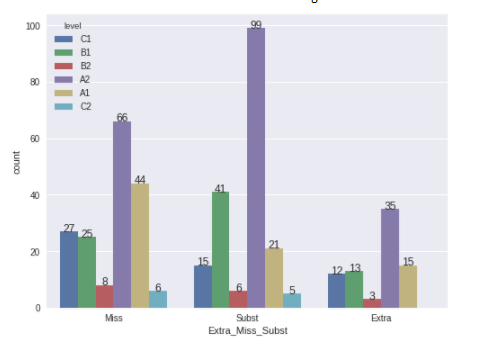 level
C1
B1
B2
A2
A1
C2
count
100
80
60
40
20
0
27 25 8 66 44 6
15 41 6 99 21 5
12 13 3 35 15
Miss Subst Extra
Extra_Miss_Subst